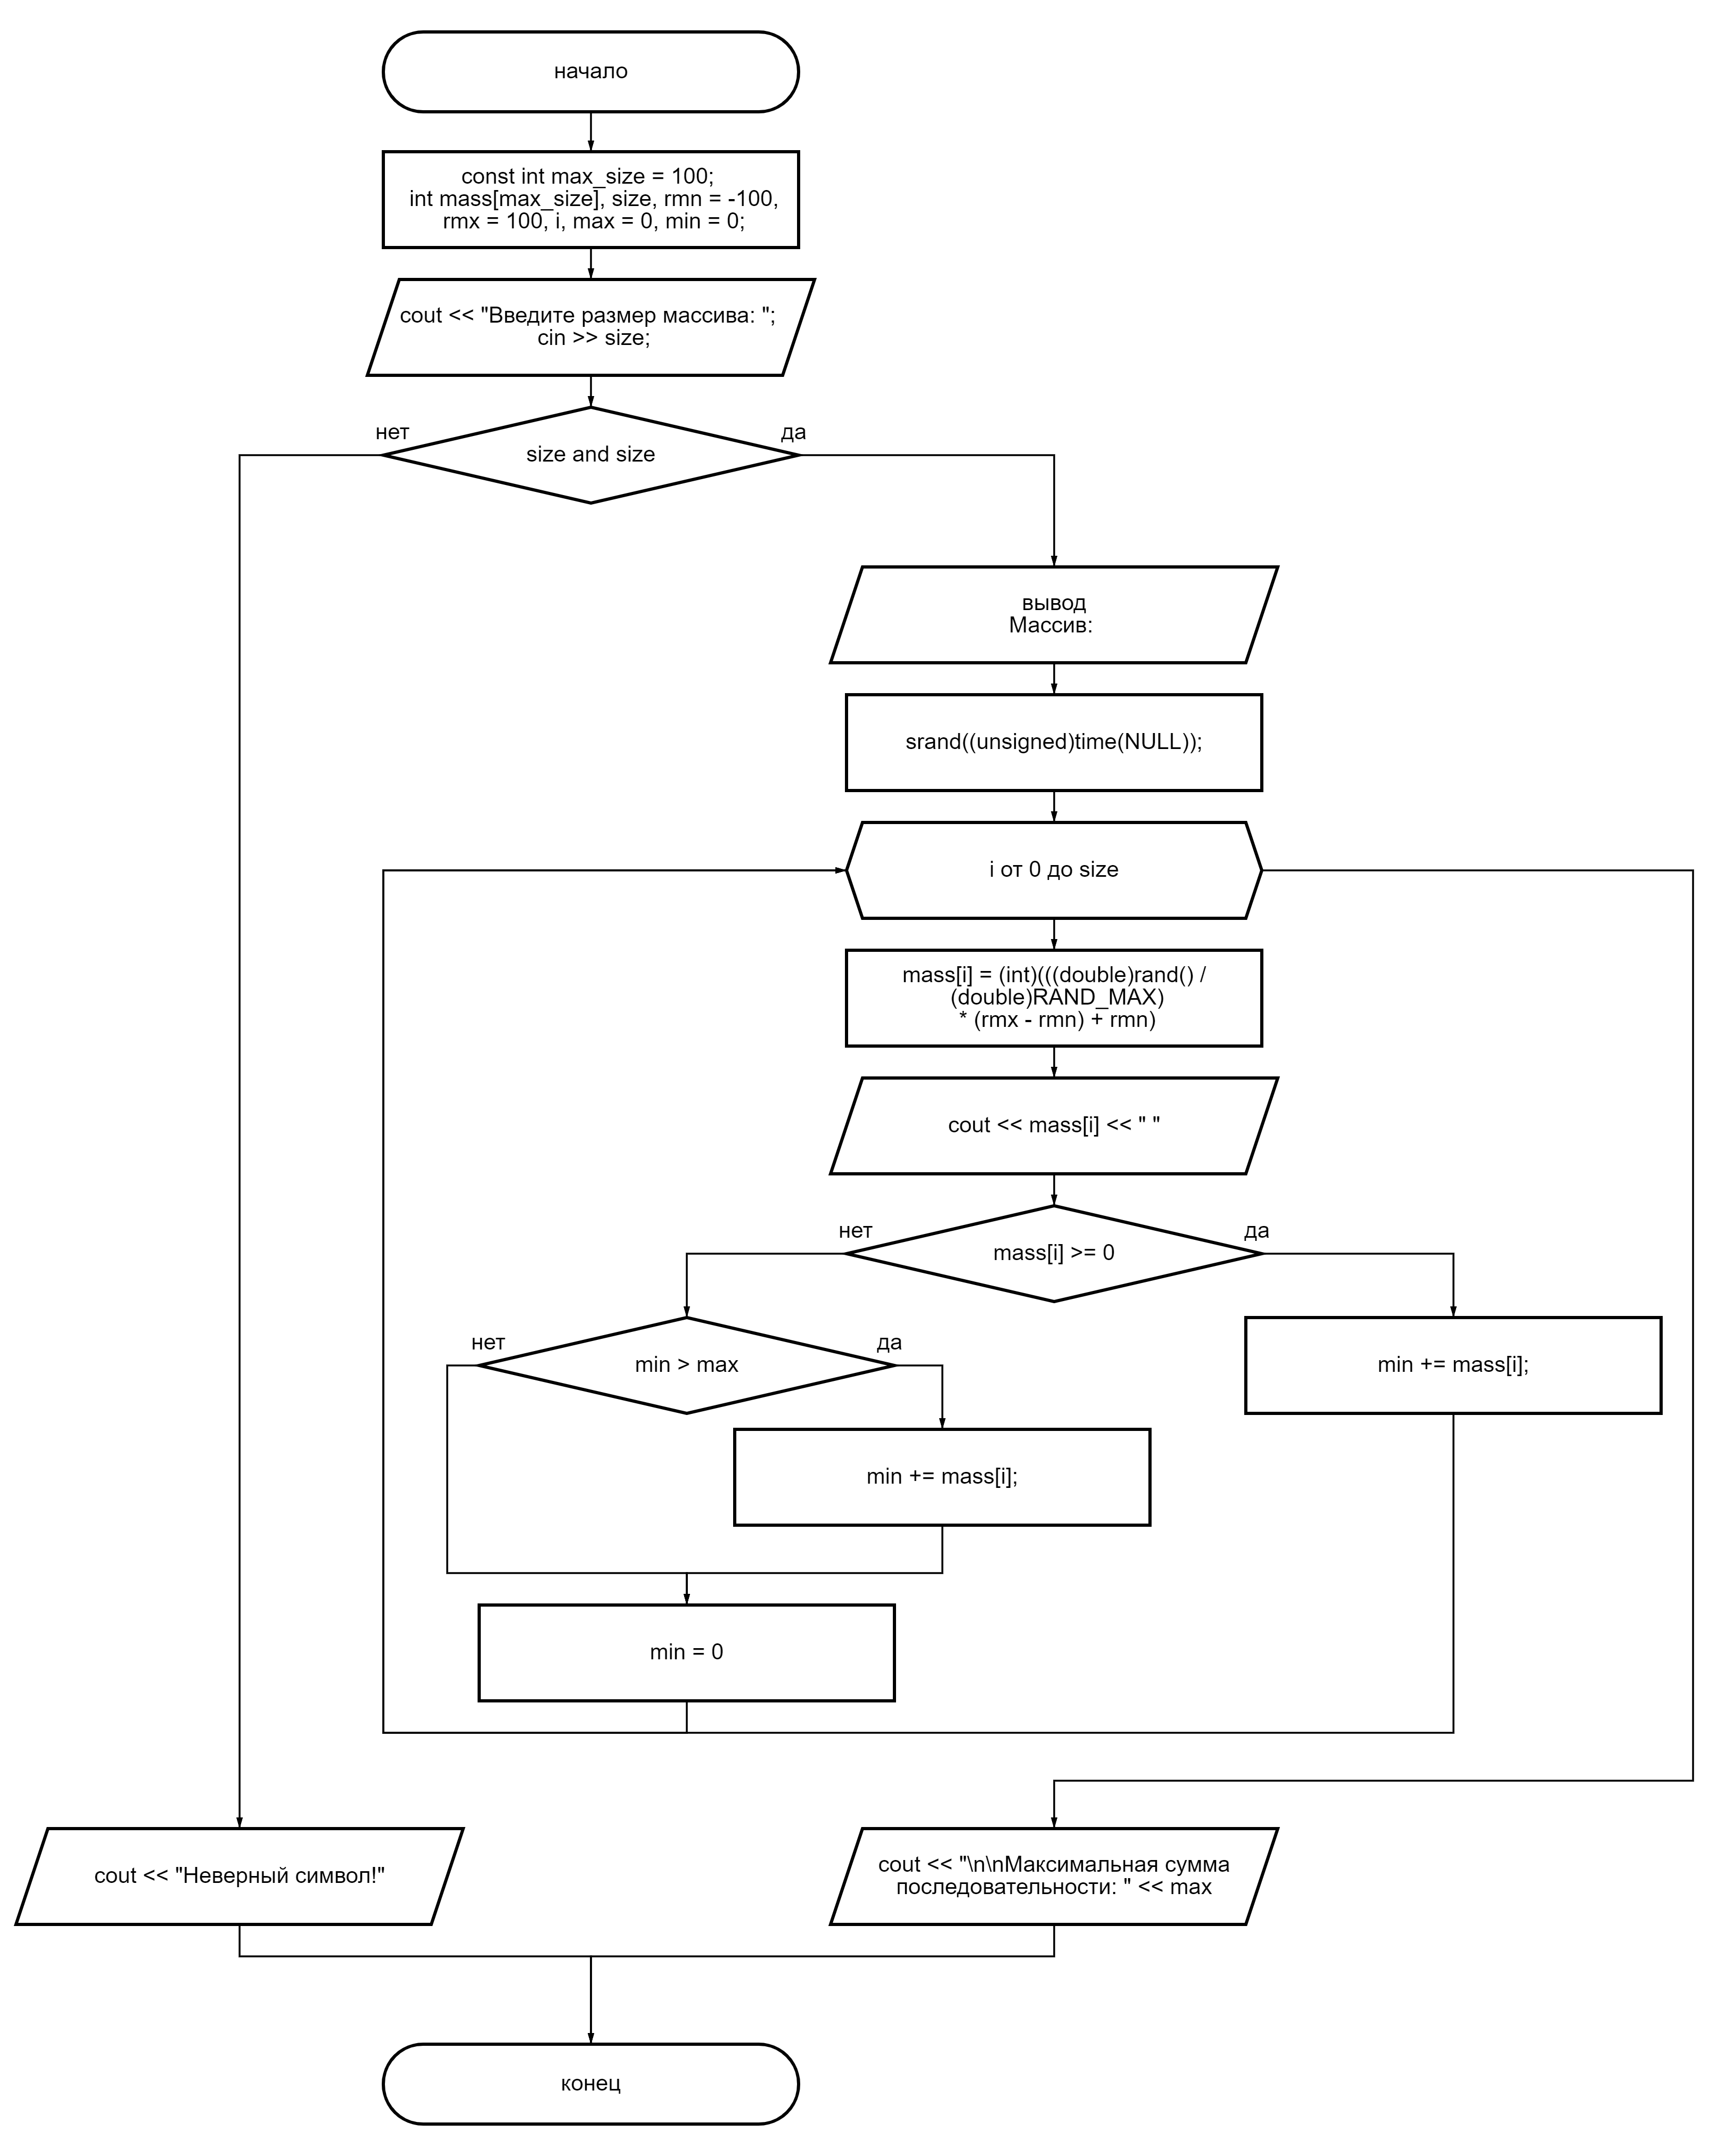 начало
const int max_size = 100;
int mass[max_size], size, rmn = -100,
rmx = 100, i, max = 0, min = 0;
cout << "Введите размер массива: ";
cin >> size;
нет
да
size and size
вывод
Массив:
srand((unsigned)time(NULL));
i от 0 до size
mass[i] = (int)(((double)rand() /
(double)RAND_MAX)
* (rmx - rmn) + rmn)
cout << mass[i] << " "
нет
да
mass[i] >= 0
нет
да
min > max
min += mass[i];
min += mass[i];
min = 0
cout << "Неверный символ!"
cout << "\n\nМаксимальная сумма
последовательности: " << max
конец